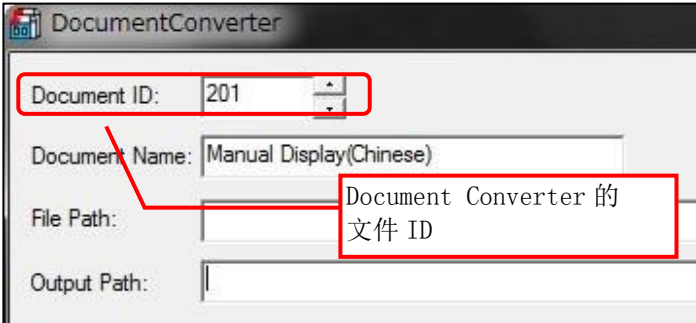 DocumentConverter
Document ID: 201
Document Name: Manual Display(Chinese)
Document Converter 的
文件 ID
File Path:
Output Path: